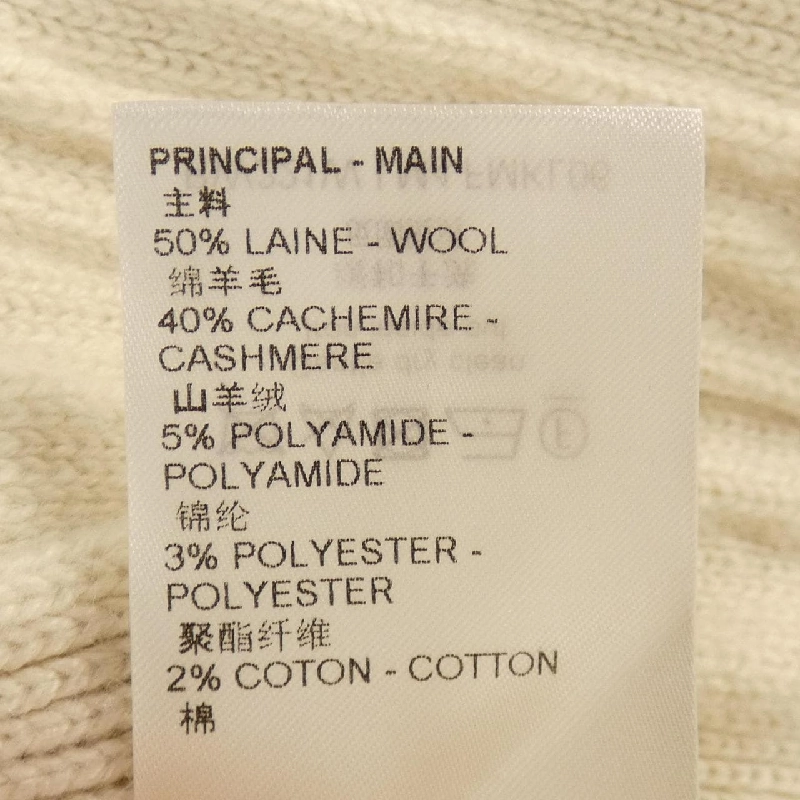 PRINCIPAL - MAIN
主料
50% LAINE - WOOL
绵羊毛
40% CACHEMIRE -
CASHMERE
山羊绒
5% POLYAMIDE -
POLYAMIDE
锦纶
3% POLYESTER -
POLYESTER
聚酯纤维
2% COTON - COTTON
棉